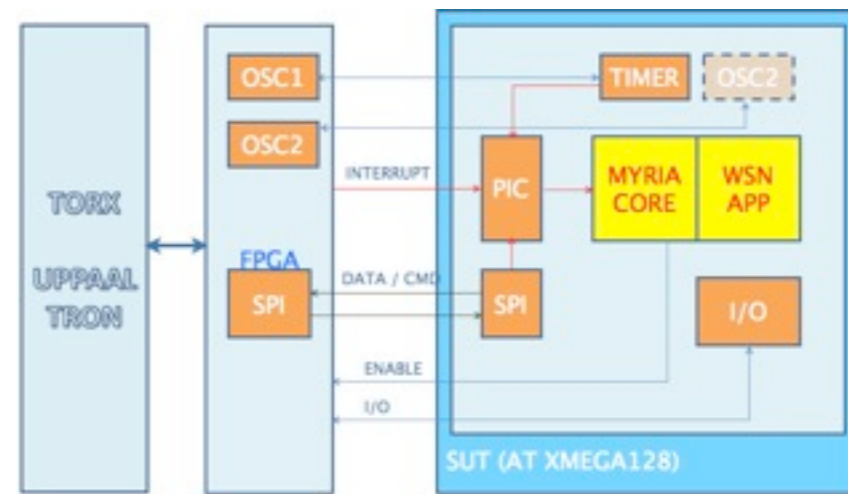 TORX
UPPAAL
TRON
OSC1
OSC2
FPGA
SPI
INTERRUPT
DATA / CMD
ENABLE
I/O
TIMER
OSC2
PIC
MYRIA
CORE
WSN
APP
SPI
I/O
SUT (AT XMEGA128)